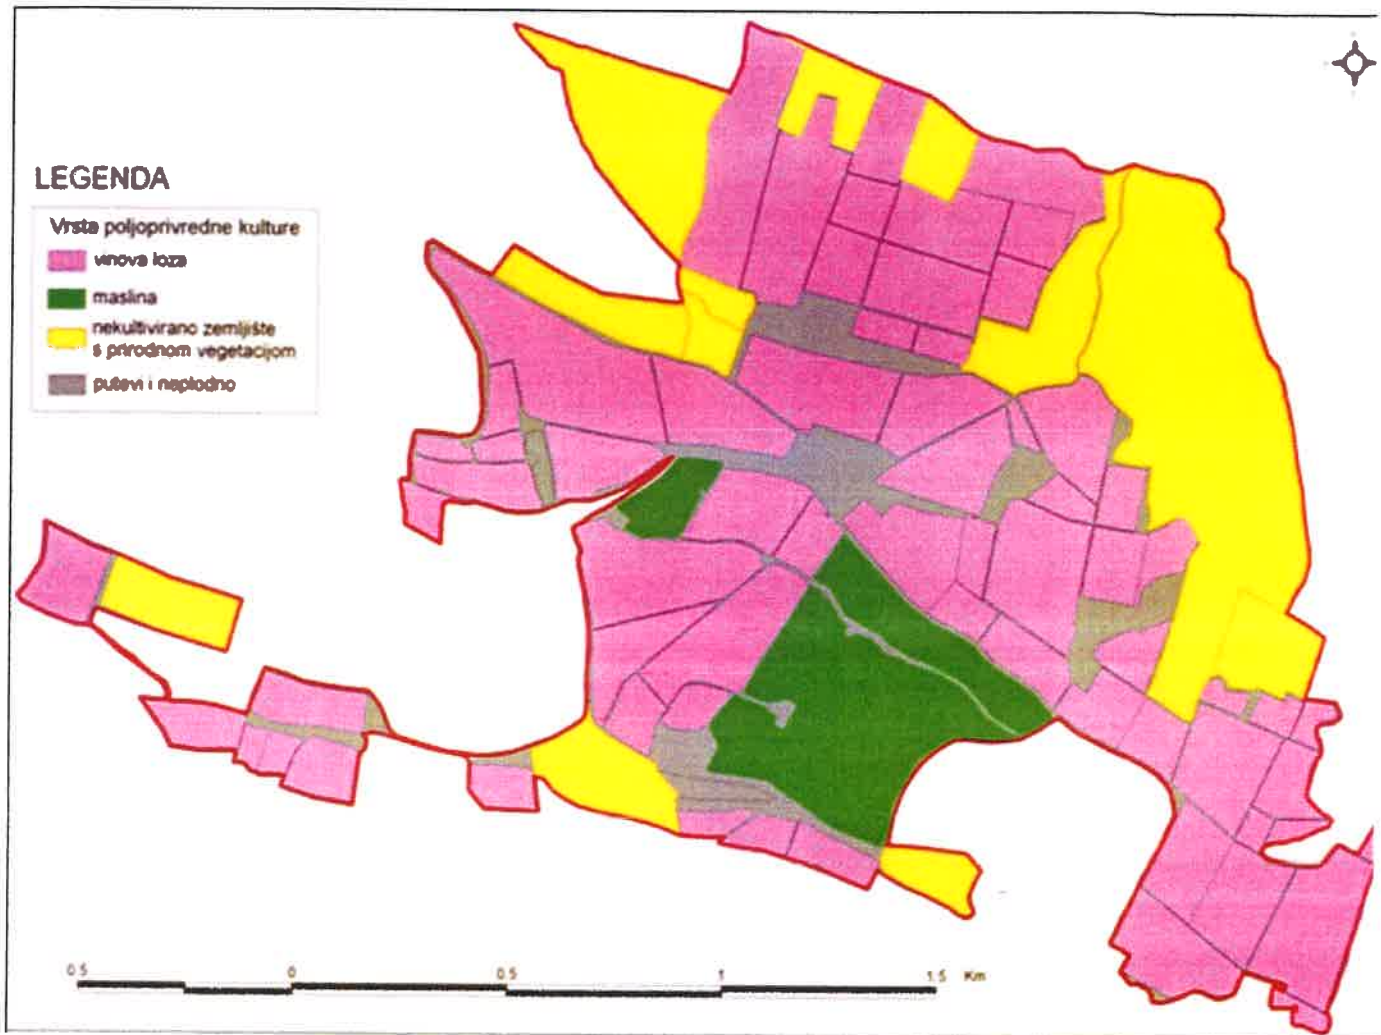 LEGENDA
Vrsta poljoprivredne kulture
vinova loza
maslina
nekultivirano zemljište
s prirodnom vegetacijom
putevi i neplodno
0.5 0 0.5 1 1.5 Km